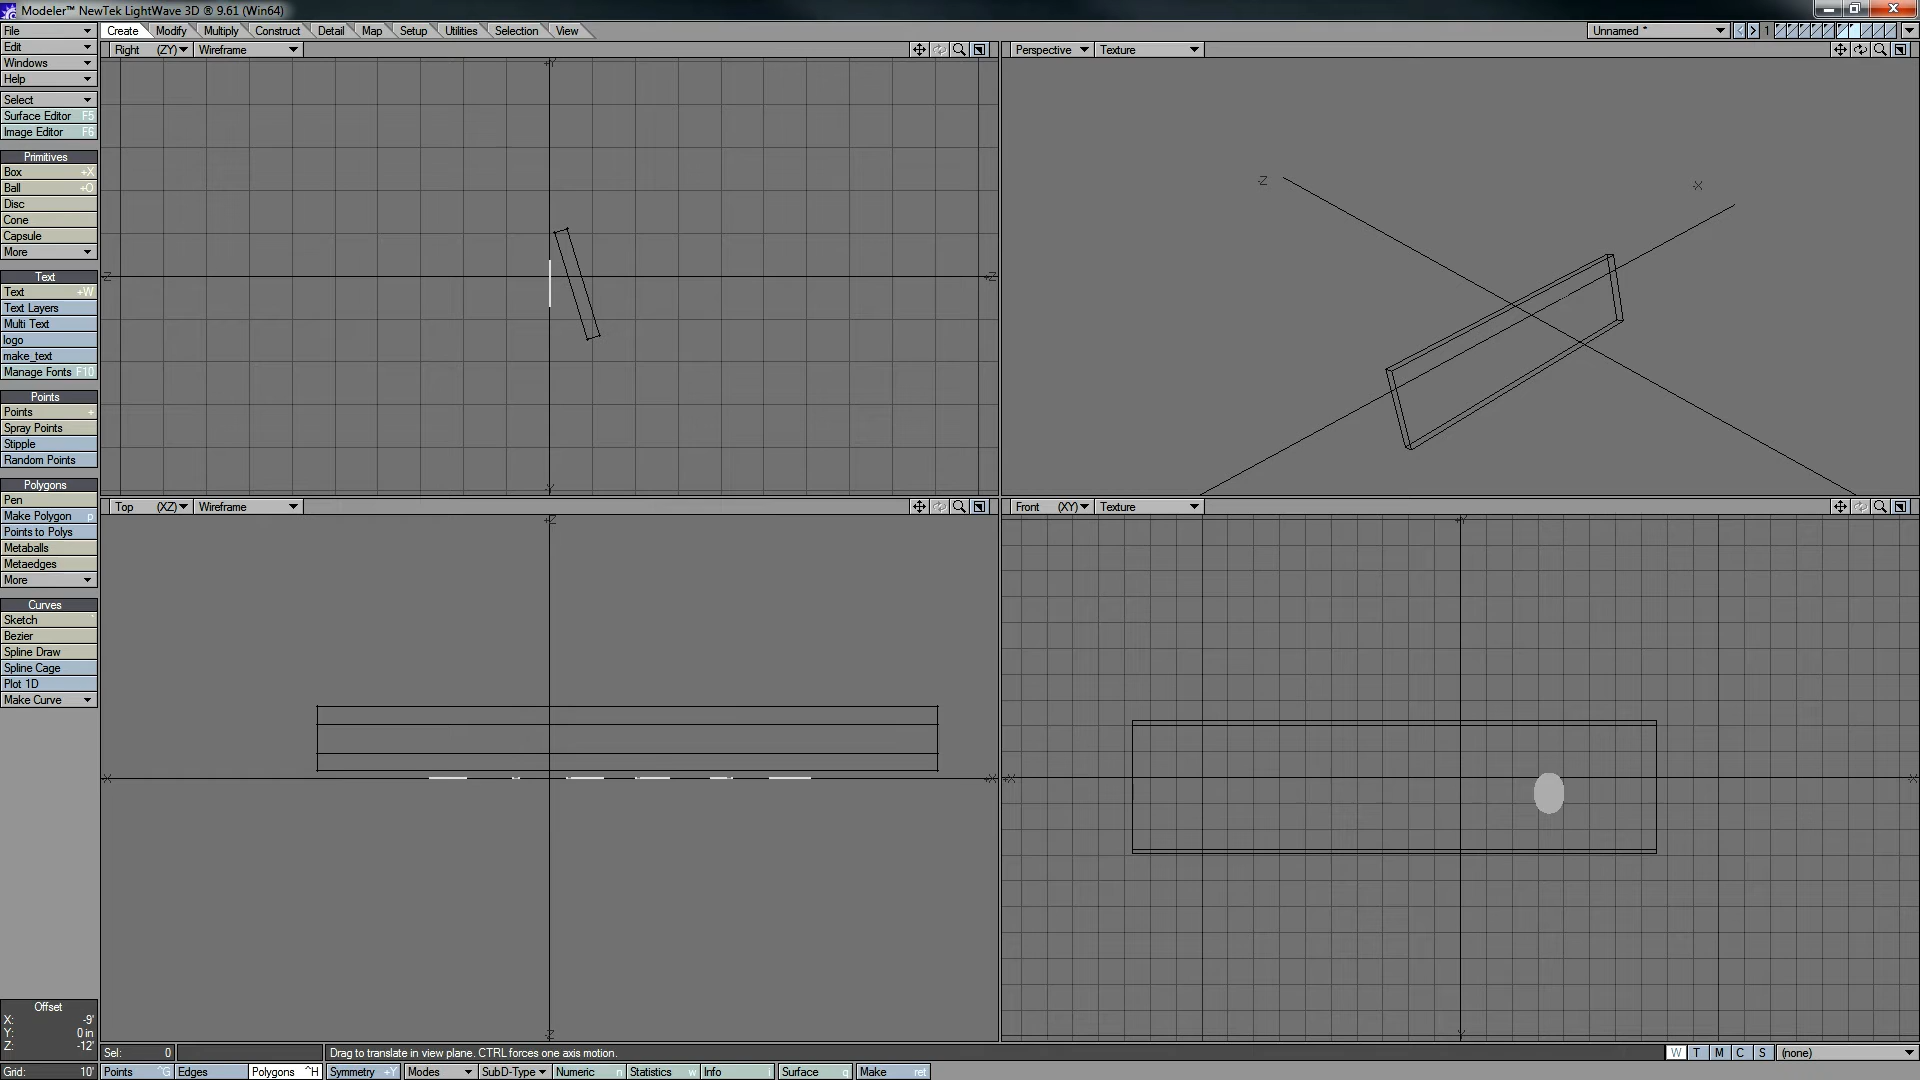 Modeler™ NewTek LightWave 3D ® 9.61 (Win64)
File
Edit
Windows
Help
Select
Surface Editor F5
Image Editor F6
Primitives
Box +X
Ball +O
Disc
Cone
Capsule
More
Text
Text +W
Text Layers
Multi Text
logo
make_text
Manage Fonts F10
Points
Points +
Spray Points
Stipple
Random Points
Polygons
Pen
Make Polygon p
Points to Polys
Metaballs
Metaedges
More
Curves
Sketch
Bezier
Spline Draw
Spline Cage
Plot 1D
Make Curve
Create Modify Multiply Construct Detail Map Setup Utilities Selection View
Unnamed * < > 1
Right (ZY) Wireframe
Perspective Texture
Z X
Top (XZ) Wireframe
Front (XY) Texture
Offset
X: -9'
Y: 0 in
Z: -12'
Grid: 10'
Sel: 0
Drag to translate in view plane. CTRL forces one axis motion.
W T M C S (none)
Points ^G Edges Polygons ^H Symmetry +Y Modes SubD-Type Numeric n Statistics w Info i Surface q Make ret